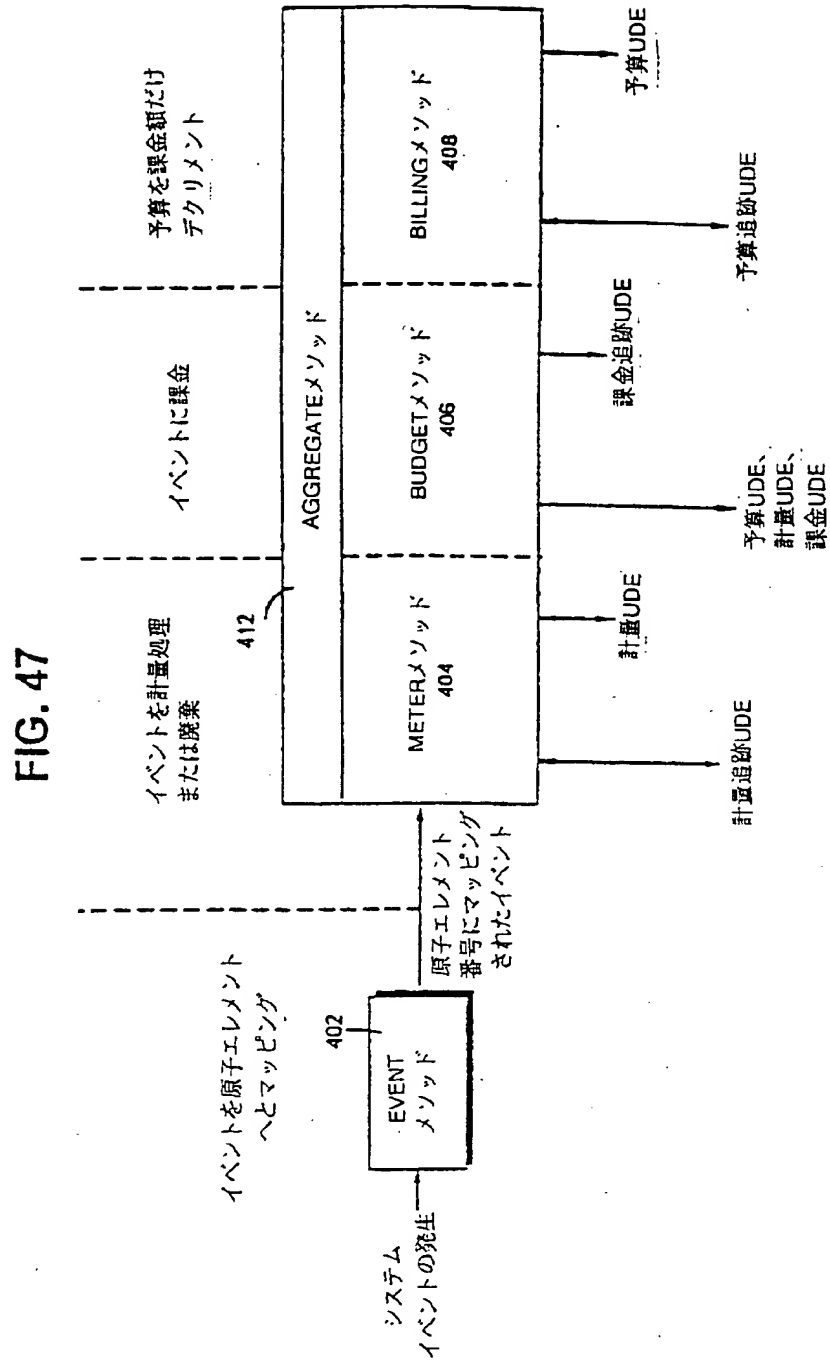 FIG. 47
イベントを原子エレメント
へとマッピング
イベントを計量処理
または廃棄
イベントに課金
予算を課金額だけ
デクリメント
システム
イベントの発生
402
EVENT
メソッド
原子エレメント
番号にマッピング
されたイベント
412
AGGREGATEメソッド
METERメソッド
404
BUDGETメソッド
406
BILLINGメソッド
408
計量追跡UDE
計量UDE
予算UDE、
計量UDE、
課金UDE
課金追跡UDE
予算追跡UDE
予算UDE